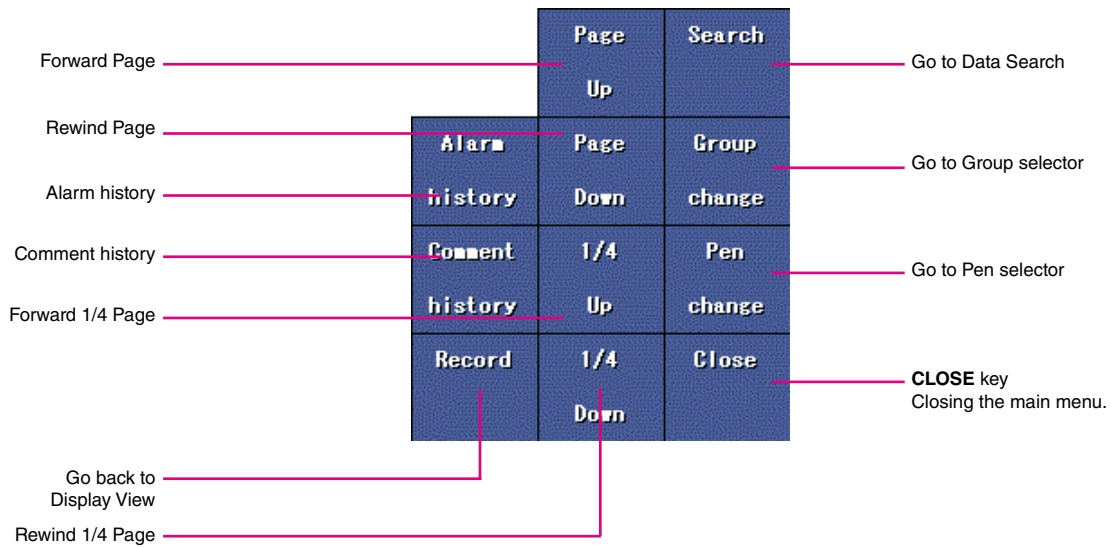 Page
Up
Search
Alarm
history
Page
Down
Group
change
Comment
history
1/4
Up
Pen
change
Record
1/4
Down
Close
Forward Page
Rewind Page
Alarm history
Comment history
Forward 1/4 Page
Go back to
Display View
Rewind 1/4 Page
Go to Data Search
Go to Group selector
Go to Pen selector
CLOSE key
Closing the main menu.